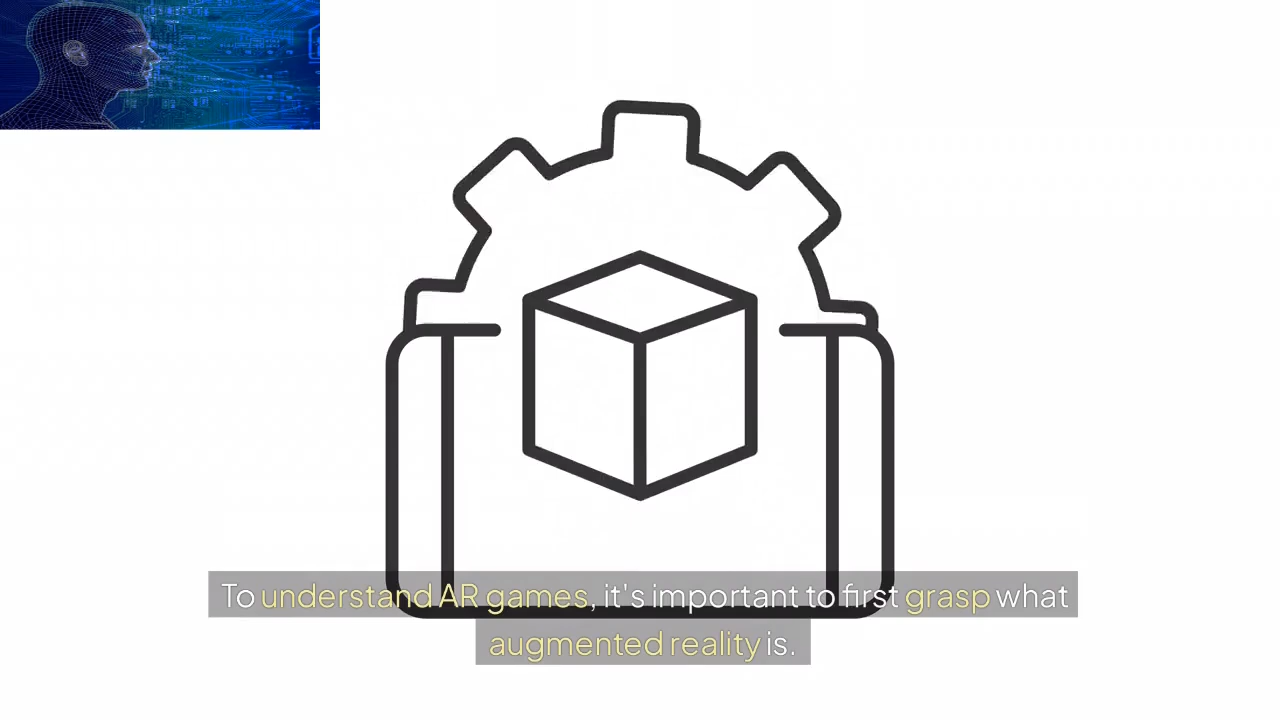 To understand AR games, it's important to first grasp what
augmented reality is.